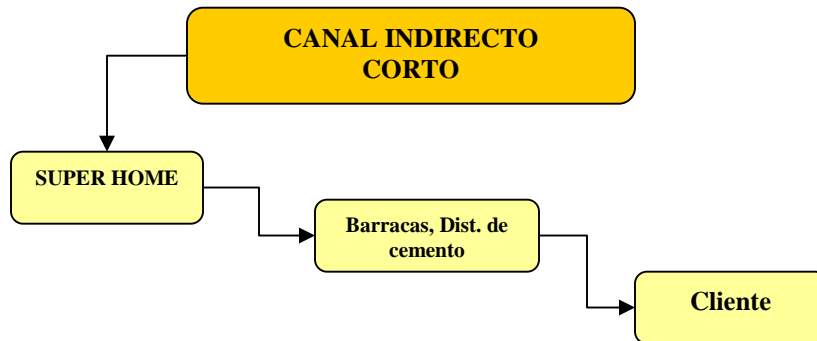 CANAL INDIRECTO
CORTO
SUPER HOME
Barracas, Dist. de
cemento
Cliente